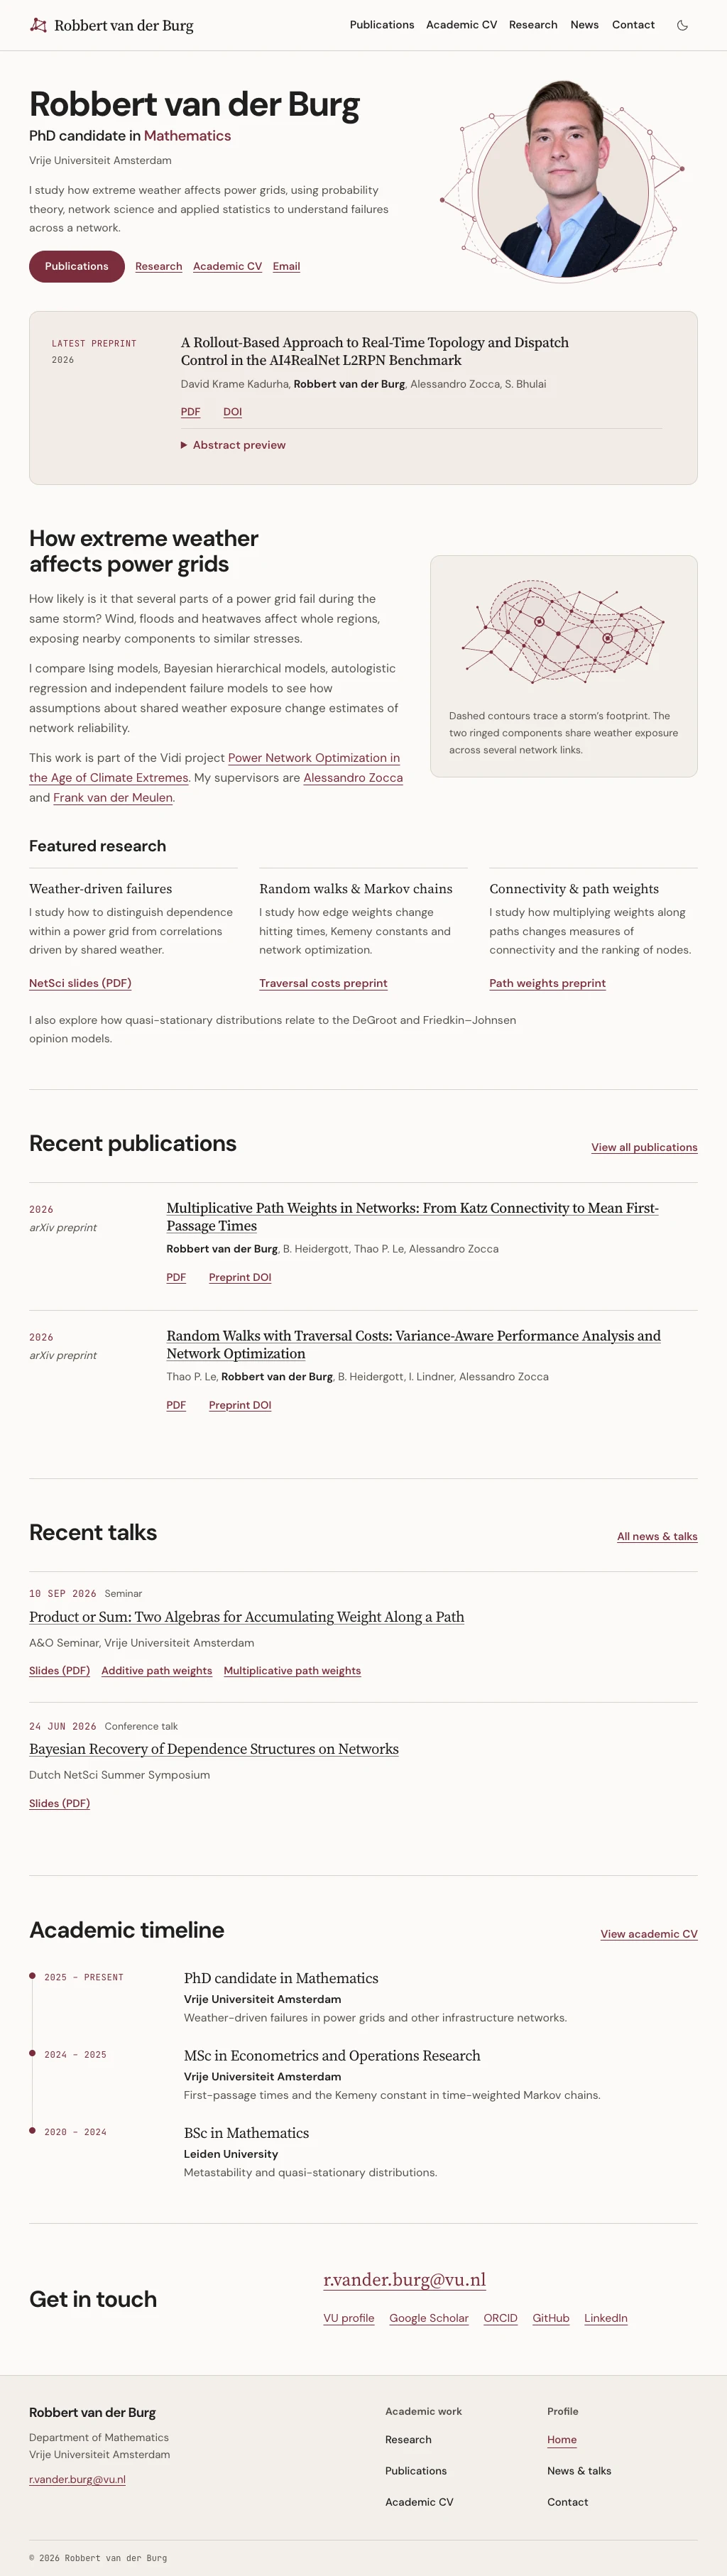 Robbert van der Burg
Publications
Academic CV
Research
News
Contact
Robbert van der Burg
PhD candidate in Mathematics
Vrije Universiteit Amsterdam
I study how extreme weather affects power grids, using probability
theory, network science and applied statistics to understand failures
across a network.
Publications
Research
Academic CV
Email
LATEST PREPRINT
2026
A Rollout-Based Approach to Real-Time Topology and Dispatch
Control in the AI4RealNet L2RPN Benchmark
David Krame Kadurha, Robbert van der Burg, Alessandro Zocca, S. Bhulai
PDF
DOI
Abstract preview
How extreme weather
affects power grids
How likely is it that several parts of a power grid fail during the
same storm? Wind, floods and heatwaves affect whole regions,
exposing nearby components to similar stresses.
I compare Ising models, Bayesian hierarchical models, autologistic
regression and independent failure models to see how
assumptions about shared weather exposure change estimates of
network reliability.
This work is part of the Vidi project Power Network Optimization in
the Age of Climate Extremes. My supervisors are Alessandro Zocca
and Frank van der Meulen.
Dashed contours trace a storm’s footprint. The
two ringed components share weather exposure
across several network links.
Featured research
Weather-driven failures
I study how to distinguish dependence
within a power grid from correlations
driven by shared weather.
NetSci slides (PDF)
Random walks & Markov chains
I study how edge weights change
hitting times, Kemeny constants and
network optimization.
Traversal costs preprint
Connectivity & path weights
I study how multiplying weights along
paths changes measures of
connectivity and the ranking of nodes.
Path weights preprint
I also explore how quasi-stationary distributions relate to the DeGroot and Friedkin–Johnsen
opinion models.
Recent publications
View all publications
2026
arXiv preprint
Multiplicative Path Weights in Networks: From Katz Connectivity to Mean First-
Passage Times
Robbert van der Burg, B. Heidergott, Thao P. Le, Alessandro Zocca
PDF
Preprint DOI
2026
arXiv preprint
Random Walks with Traversal Costs: Variance-Aware Performance Analysis and
Network Optimization
Thao P. Le, Robbert van der Burg, B. Heidergott, I. Lindner, Alessandro Zocca
PDF
Preprint DOI
Recent talks
All news & talks
10 SEP 2026 Seminar
Product or Sum: Two Algebras for Accumulating Weight Along a Path
A&O Seminar, Vrije Universiteit Amsterdam
Slides (PDF)
Additive path weights
Multiplicative path weights
24 JUN 2026 Conference talk
Bayesian Recovery of Dependence Structures on Networks
Dutch NetSci Summer Symposium
Slides (PDF)
Academic timeline
View academic CV
2025 – PRESENT
PhD candidate in Mathematics
Vrije Universiteit Amsterdam
Weather-driven failures in power grids and other infrastructure networks.
2024 – 2025
MSc in Econometrics and Operations Research
Vrije Universiteit Amsterdam
First-passage times and the Kemeny constant in time-weighted Markov chains.
2020 – 2024
BSc in Mathematics
Leiden University
Metastability and quasi-stationary distributions.
Get in touch
r.vander.burg@vu.nl
VU profile
Google Scholar
ORCID
GitHub
LinkedIn
Robbert van der Burg
Department of Mathematics
Vrije Universiteit Amsterdam
r.vander.burg@vu.nl
Academic work
Research
Publications
Academic CV
Profile
Home
News & talks
Contact
© 2026 Robbert van der Burg